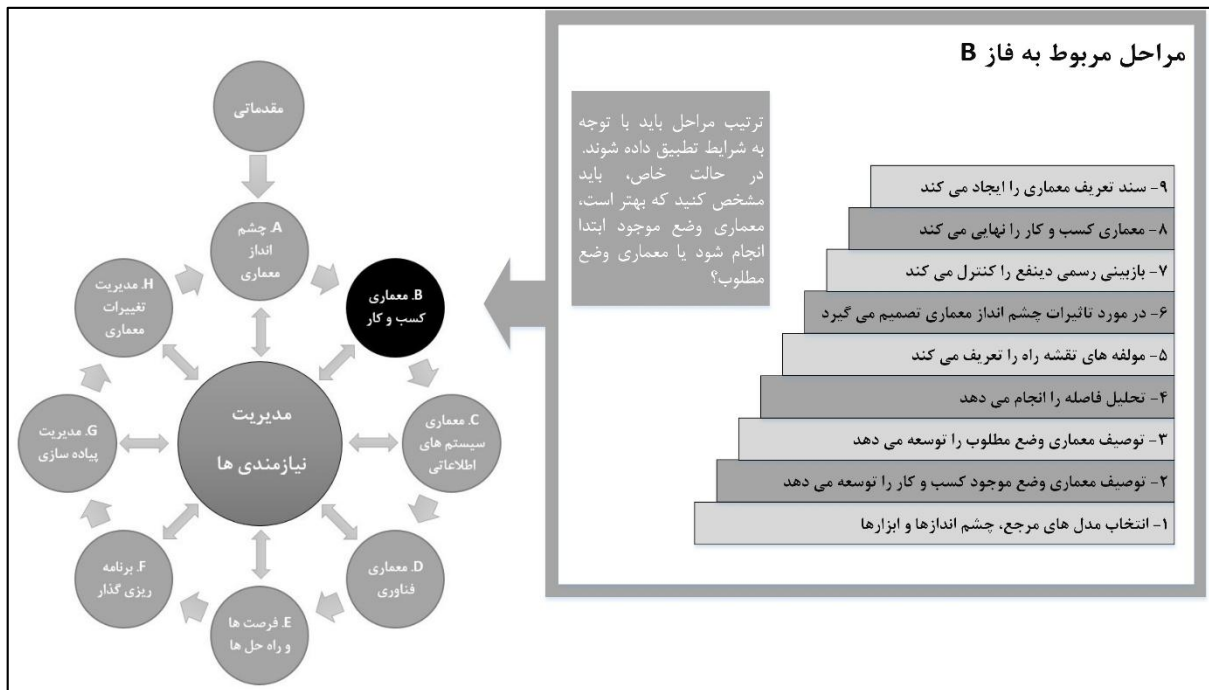 مراحل مربوط به فاز B
ترتیب مراحل باید با توجه
به شرایط تطبیق داده شوند.
در حالت خاص، باید
مشخص کنید که بهتر است،
معماری وضع موجود ابتدا
انجام شود یا معماری وضع
مطلوب؟
۹- سند تعریف معماری را ایجاد می کند
۸- معماری کسب و کار را نهایی می کند
۷- بازبینی رسمی دینفع را کنترل می کند
۶- در مورد تاثیرات چشم انداز معماری تصمیم می گیرد
۵- مولفه های تقشه راه را تعریف می کند
۴- تحلیل فاصله را انجام می دهد
۳- توصیف معماری وضع مطلوب را توسعه می دهد
۲- توصیف معماری وضع موجود کسب و کار را توسعه می دهد
۱- انتخاب مدل های مرجع، چشم اندازها و ابزارها
مقدماتی
A. چشم
انداز
معماری
B. معماری
کسب و کار
C. معماری
سیستم های
اطلاعاتی
D. معماری
فناوری
E. فرصت ها
و راه حل ها
F. برنامه
ریزی گذار
G. مدیریت
پیاده سازی
H. مدیریت
تغییرات
معماری
مدیریت
نیازمندی ها